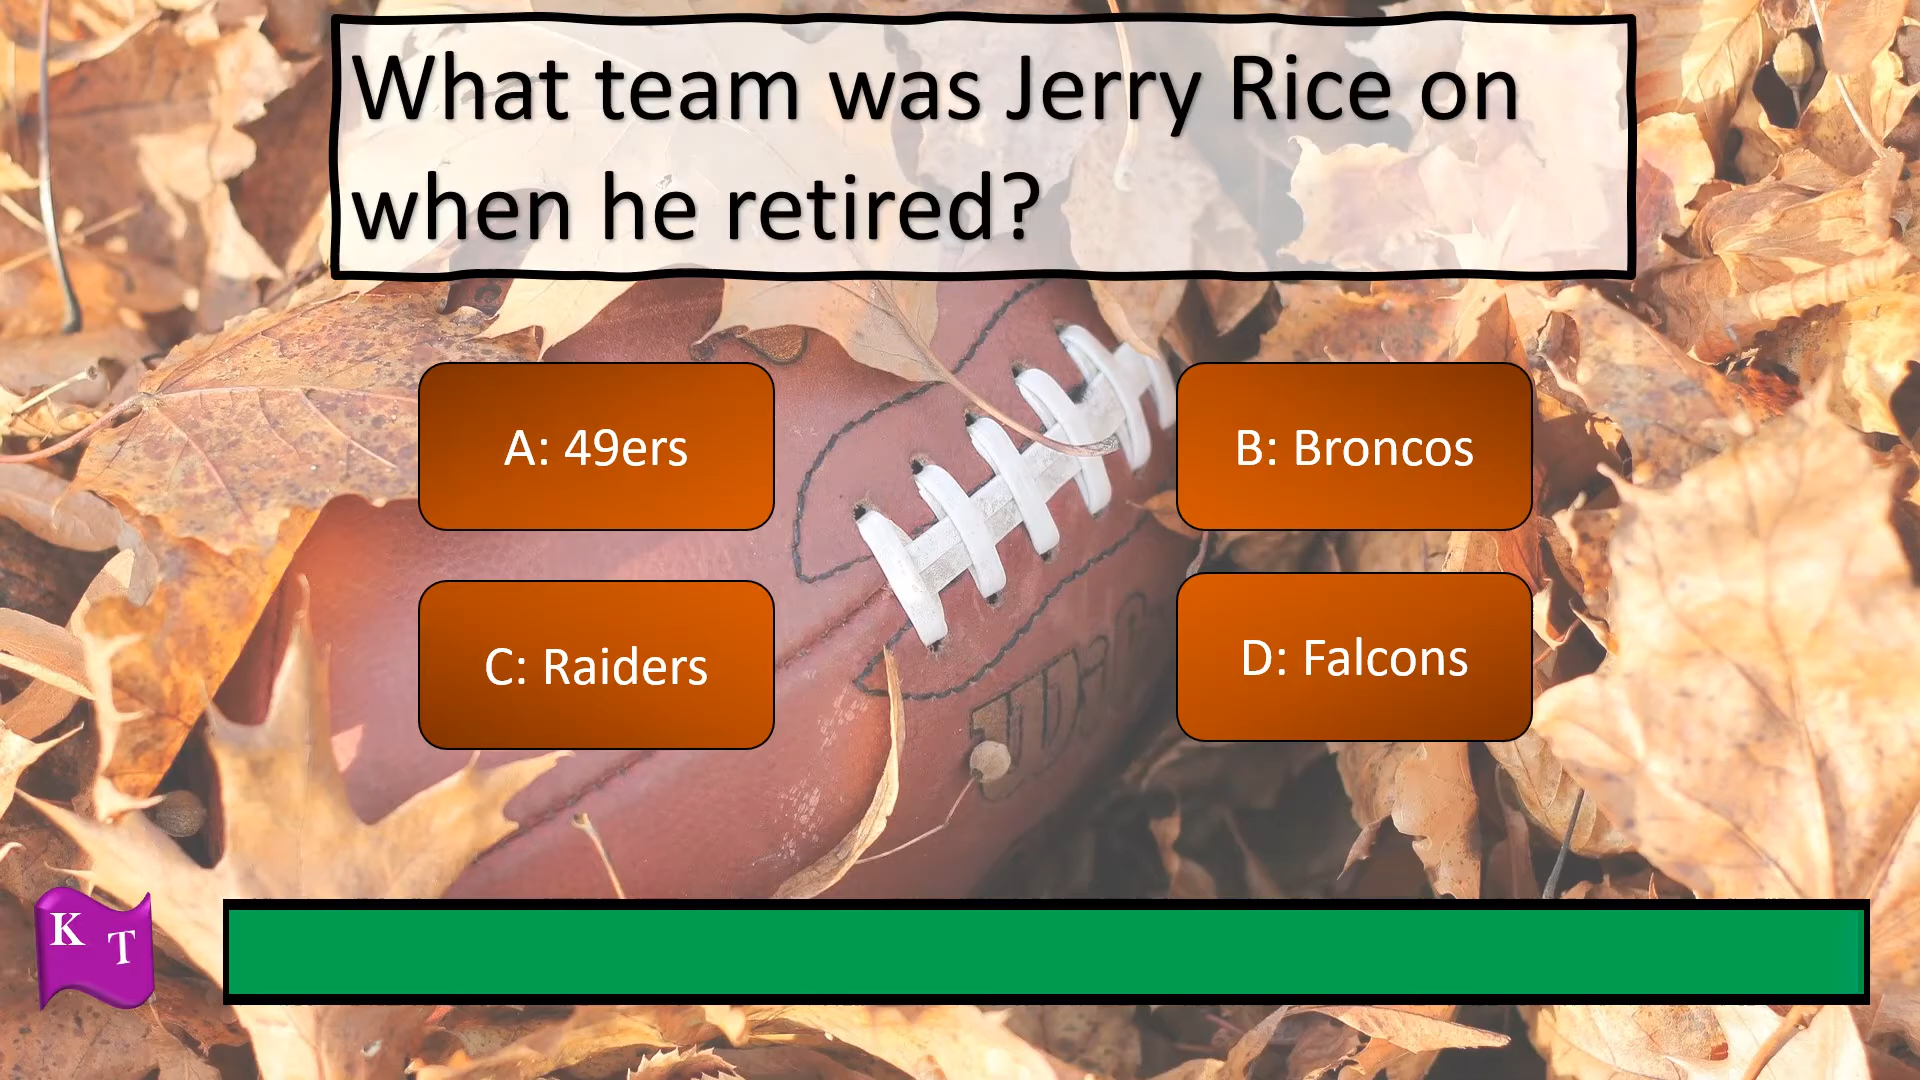 What team was Jerry Rice on
when he retired?
A: 49ers
B: Broncos
C: Raiders
D: Falcons
K T